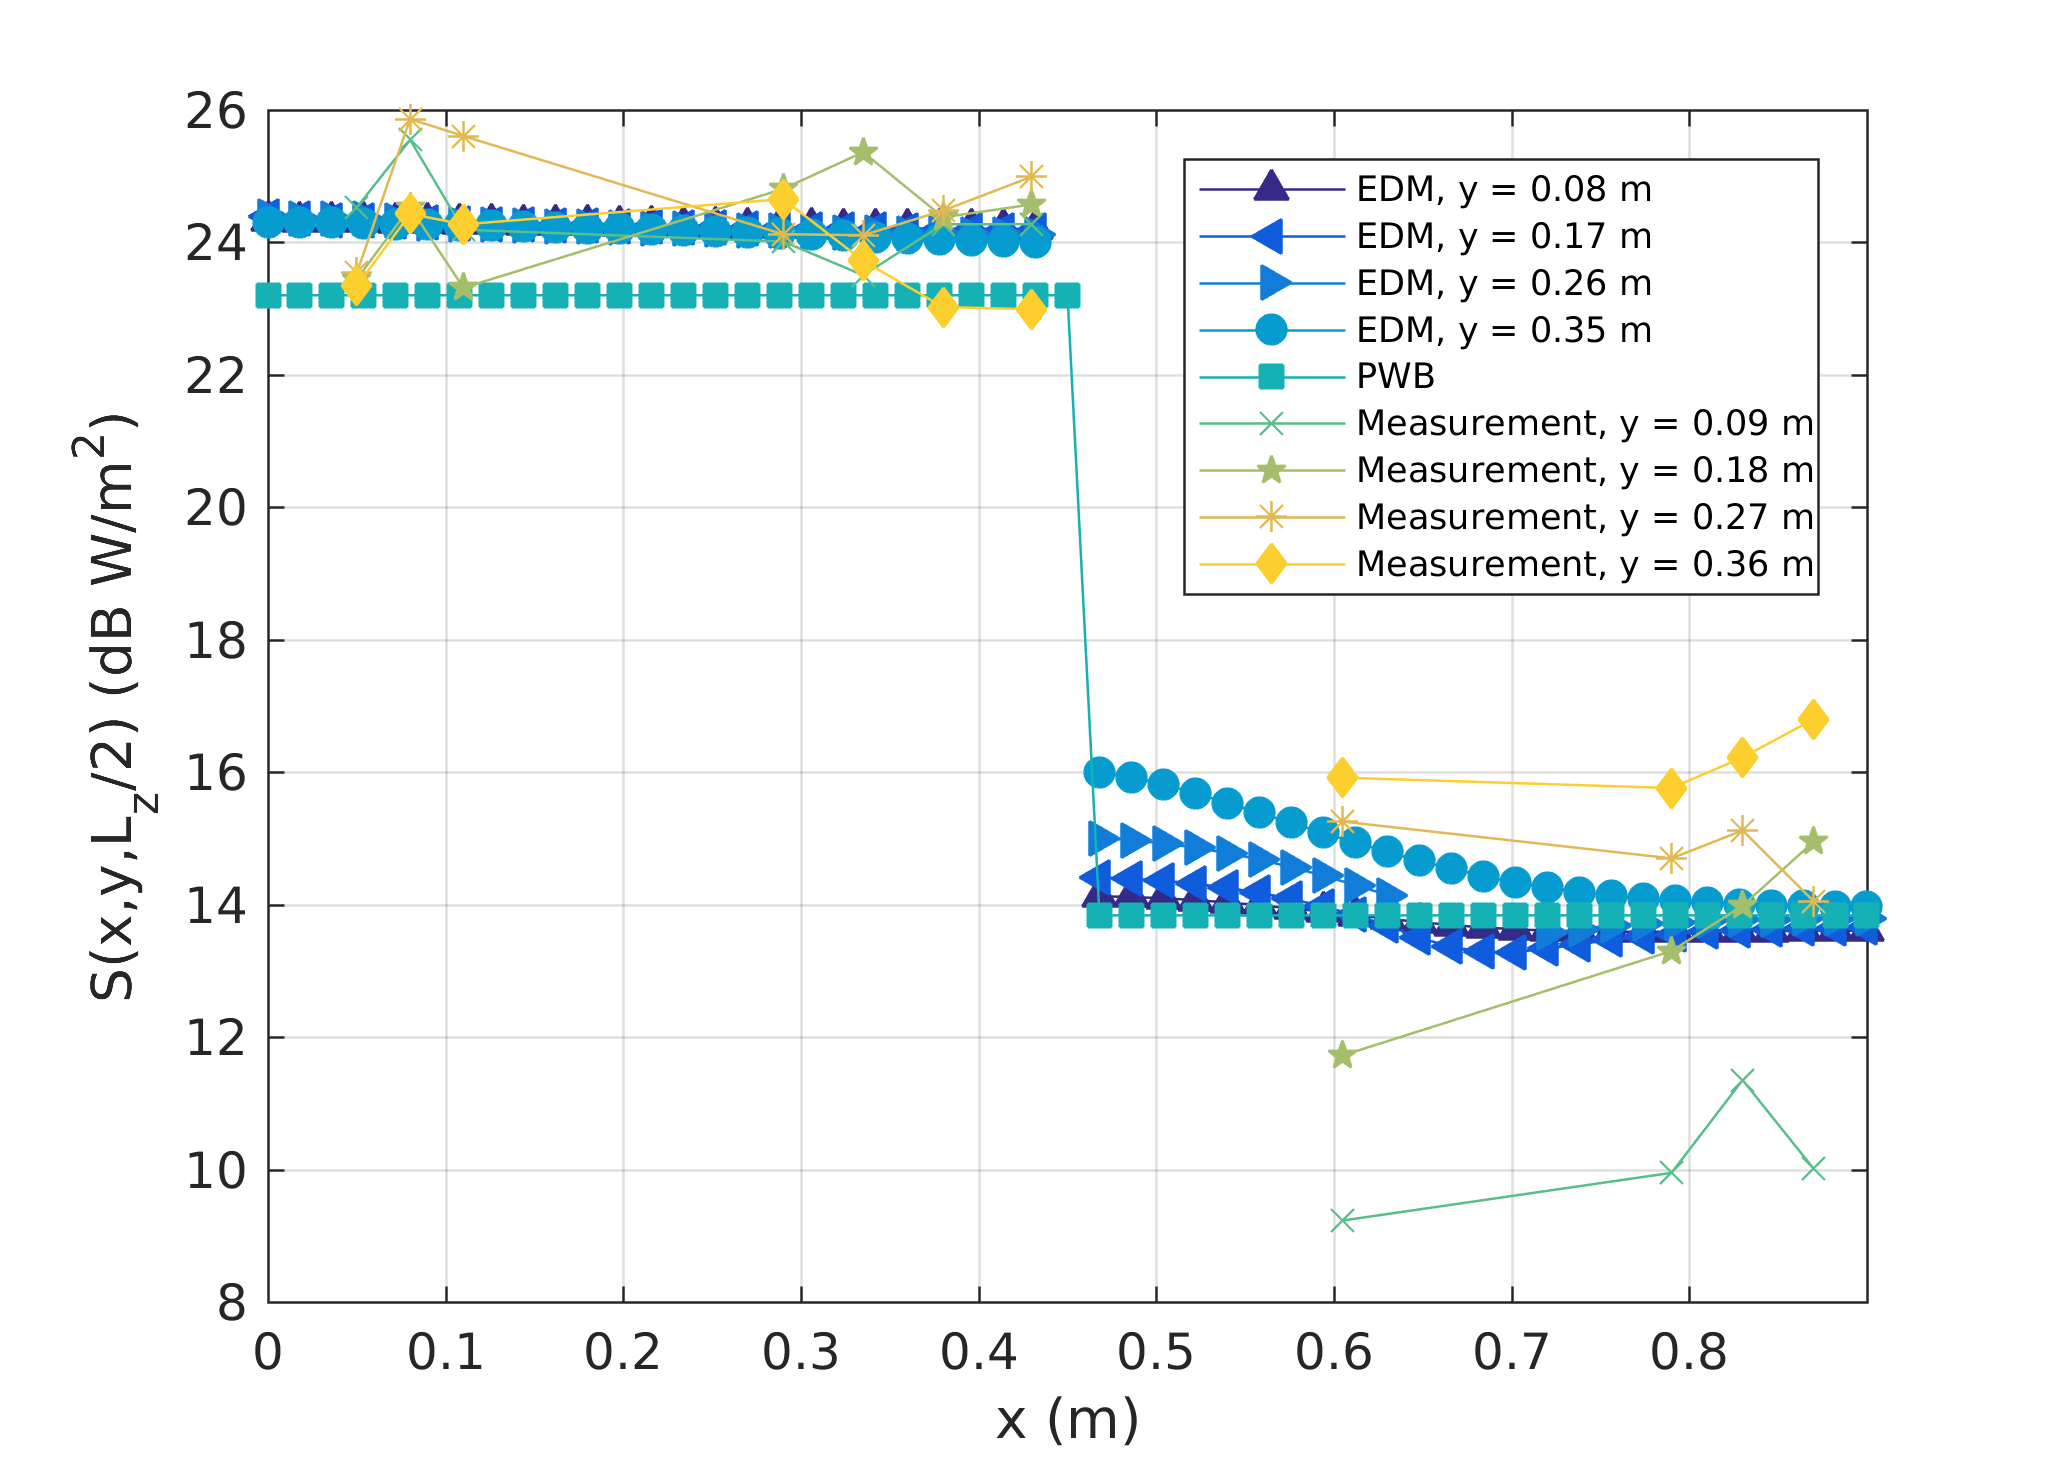 26
24
22
20
18
16
14
12
10
8
0 0.1 0.2 0.3 0.4 0.5 0.6 0.7 0.8
x (m)
S(x,y,L_z/2) (dB W/m^2)
EDM, y = 0.08 m
EDM, y = 0.17 m
EDM, y = 0.26 m
EDM, y = 0.35 m
PWB
Measurement, y = 0.09 m
Measurement, y = 0.18 m
Measurement, y = 0.27 m
Measurement, y = 0.36 m